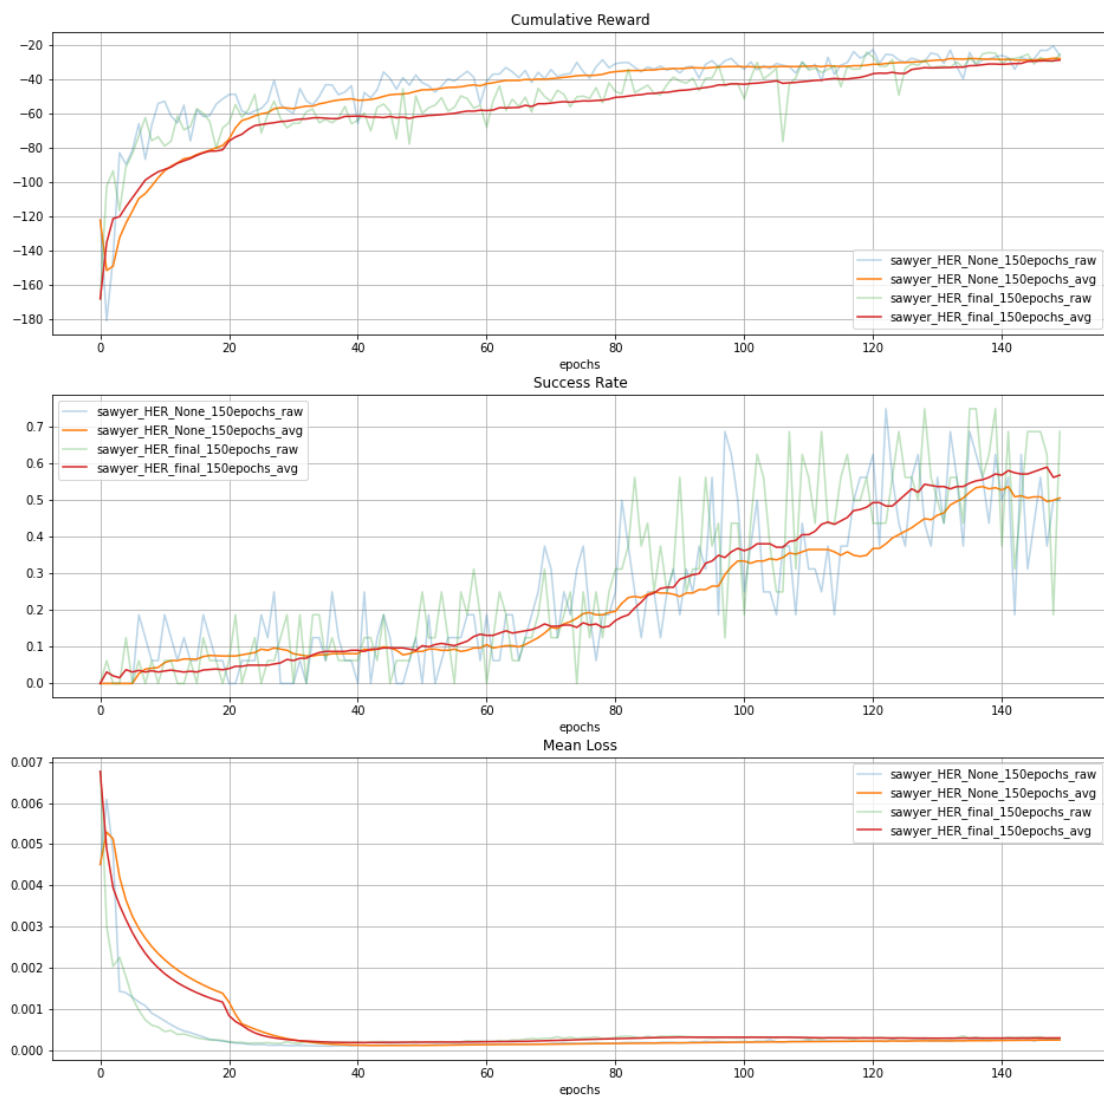 Cumulative Reward
−20
−40
−60
−80
−100
−120
−140
−160
−180
sawyer_HER_None_150epochs_raw
sawyer_HER_None_150epochs_avg
sawyer_HER_final_150epochs_raw
sawyer_HER_final_150epochs_avg
0 20 40 60 80 100 120 140
epochs
Success Rate
sawyer_HER_None_150epochs_raw
sawyer_HER_None_150epochs_avg
sawyer_HER_final_150epochs_raw
sawyer_HER_final_150epochs_avg
0.7
0.6
0.5
0.4
0.3
0.2
0.1
0.0
0 20 40 60 80 100 120 140
epochs
Mean Loss
0.007
0.006
0.005
0.004
0.003
0.002
0.001
0.000
sawyer_HER_None_150epochs_raw
sawyer_HER_None_150epochs_avg
sawyer_HER_final_150epochs_raw
sawyer_HER_final_150epochs_avg
0 20 40 60 80 100 120 140
epochs